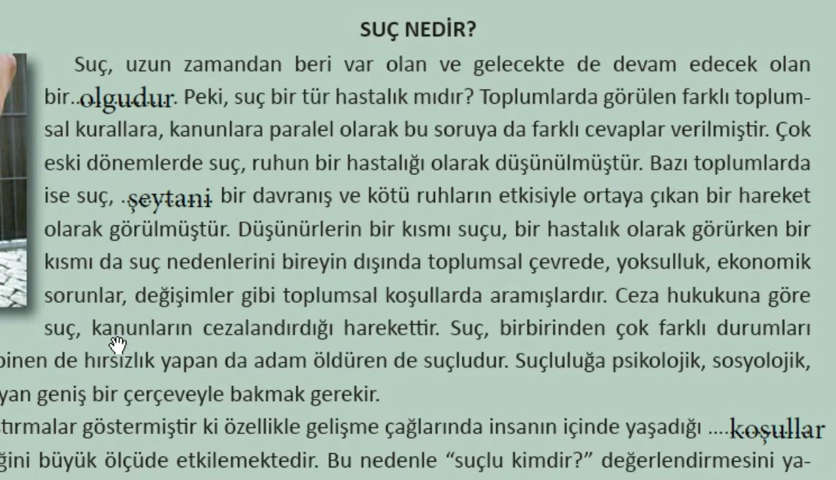 SUÇ NEDİR?
Suç, uzun zamandan beri var olan ve gelecekte de devam edecek olan
bir..olgudur. Peki, suç bir tür hastalık mıdır? Toplumlarda görülen farklı toplum-
sal kurallara, kanunlara paralel olarak bu soruya da farklı cevaplar verilmiştir. Çok
eski dönemlerde suç, ruhun bir hastalığı olarak düşünülmüştür. Bazı toplumlarda
ise suç, ..şeytani bir davranış ve kötü ruhların etkisiyle ortaya çıkan bir hareket
olarak görülmüştür. Düşünürlerin bir kısmı suçu, bir hastalık olarak görürken bir
kısmı da suç nedenlerini bireyin dışında toplumsal çevrede, yoksulluk, ekonomik
sorunlar, değişimler gibi toplumsal koşullarda aramışlardır. Ceza hukukuna göre
suç, kanunların cezalandırdığı harekettir. Suç, birbirinden çok farklı durumları
binen de hırsızlık yapan da adam öldüren de suçludur. Suçluluğa psikolojik, sosyolojik,
yan geniş bir çerçeveyle bakmak gerekir.
ştırmalar göstermiştir ki özellikle gelişme çağlarında insanın içinde yaşadığı ....koşullar
ğini büyük ölçüde etkilemektedir. Bu nedenle “suçlu kimdir?” değerlendirmesini ya-